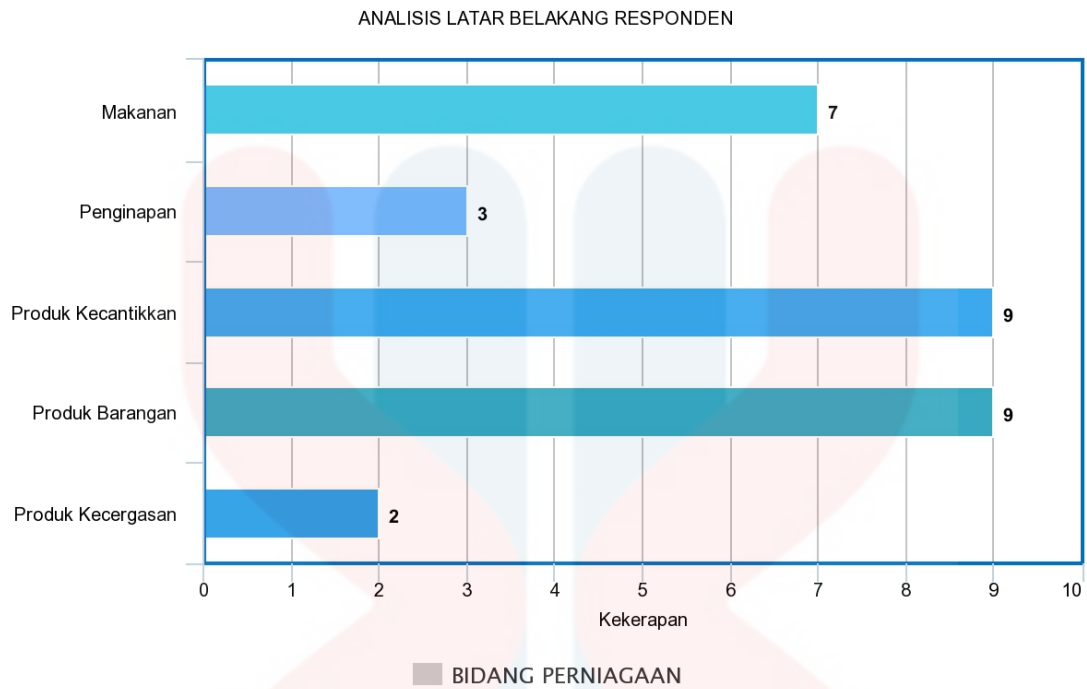 ANALISIS LATAR BELAKANG RESPONDEN
Makanan
7
Penginapan
3
Produk Kecantikkan
9
Produk Barangan
9
Produk Kecergasan
2
0 1 2 3 4 5 6 7 8 9 10
Kekerapan
BIDANG PERNIAGAAN